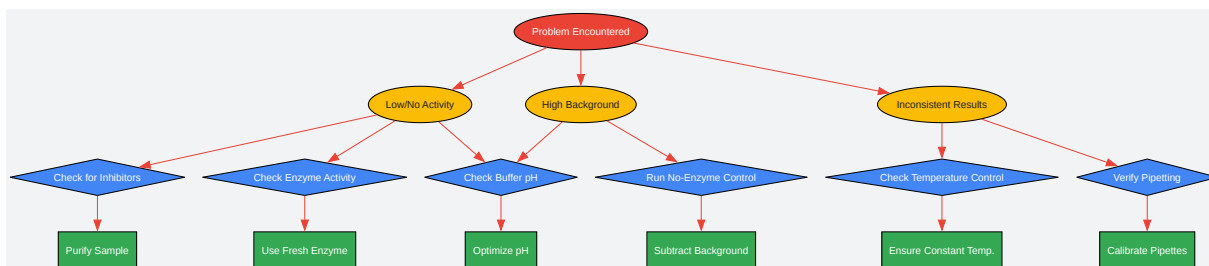 Problem Encountered
Low/No Activity
High Background
Inconsistent Results
Check for Inhibitors
Check Enzyme Activity
Check Buffer pH
Run No-Enzyme Control
Check Temperature Control
Verify Pipetting
Purify Sample
Use Fresh Enzyme
Optimize pH
Subtract Background
Ensure Constant Temp.
Calibrate Pipettes